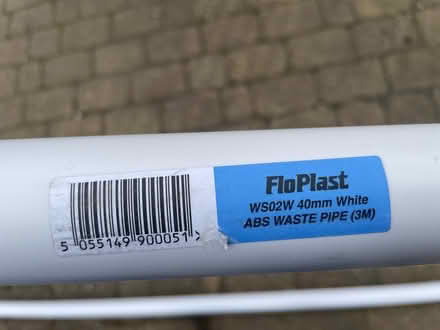 FloPlast
WS02W 40mm White
ABS WASTE PIPE (3M)
5 055149 900051 >